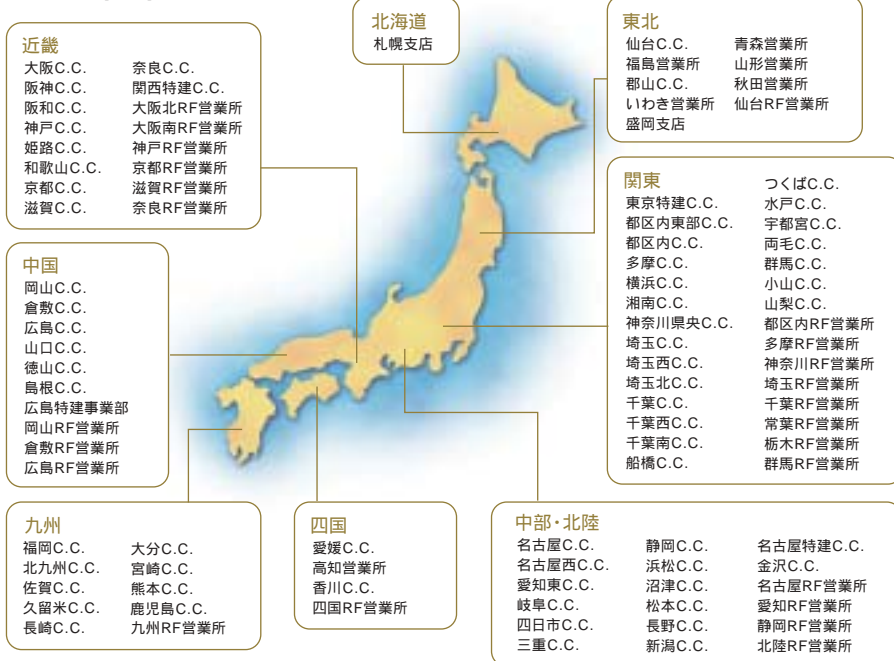 近畿
大阪C.C. 奈良C.C.
阪神C.C. 関西特建C.C.
阪和C.C. 大阪北RF営業所
神戸C.C. 大阪南RF営業所
姫路C.C. 神戸RF営業所
和歌山C.C. 京都RF営業所
京都C.C. 滋賀RF営業所
滋賀C.C. 奈良RF営業所
北海道
札幌支店
東北
仙台C.C. 青森営業所
福島営業所 山形営業所
郡山C.C. 秋田営業所
いわき営業所 仙台RF営業所
盛岡支店
関東 つくばC.C.
東京特建C.C. 水戸C.C.
都区内東部C.C. 宇都宮C.C.
都区内C.C. 両毛C.C.
多摩C.C. 群馬C.C.
横浜C.C. 小山C.C.
湘南C.C. 山梨C.C.
神奈川県央C.C. 都区内RF営業所
埼玉C.C. 多摩RF営業所
埼玉西C.C. 神奈川RF営業所
埼玉北C.C. 埼玉RF営業所
千葉C.C. 千葉RF営業所
千葉西C.C. 常葉RF営業所
千葉南C.C. 栃木RF営業所
船橋C.C. 群馬RF営業所
中国
岡山C.C.
倉敷C.C.
広島C.C.
山口C.C.
徳山C.C.
島根C.C.
広島特建事業部
岡山RF営業所
倉敷RF営業所
広島RF営業所
九州
福岡C.C. 大分C.C.
北九州C.C. 宮崎C.C.
佐賀C.C. 熊本C.C.
久留米C.C. 鹿児島C.C.
長崎C.C. 九州RF営業所
四国
愛媛C.C.
高知営業所
香川C.C.
四国RF営業所
中部・北陸
名古屋C.C. 静岡C.C. 名古屋特建C.C.
名古屋西C.C. 浜松C.C. 金沢C.C.
愛知東C.C. 沼津C.C. 名古屋RF営業所
岐阜C.C. 松本C.C. 愛知RF営業所
四日市C.C. 長野C.C. 静岡RF営業所
三重C.C. 新潟C.C. 北陸RF営業所